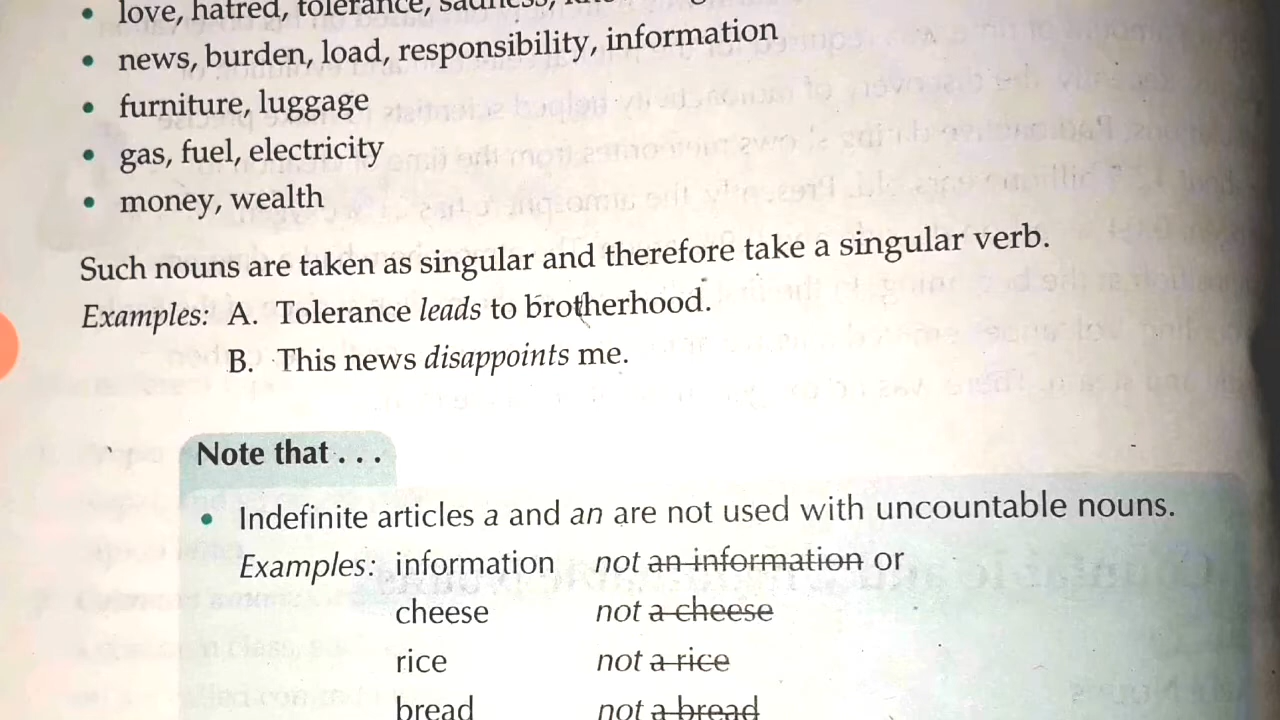 • love, hatred, tolerance, sadness,
• news, burden, load, responsibility, information
• furniture, luggage
• gas, fuel, electricity
• money, wealth
Such nouns are taken as singular and therefore take a singular verb.
Examples: A. Tolerance leads to brotherhood.
B. This news disappoints me.
Note that . . .
• Indefinite articles a and an are not used with uncountable nouns.
Examples: information not an information or
cheese not a cheese
rice not a rice
bread not a bread